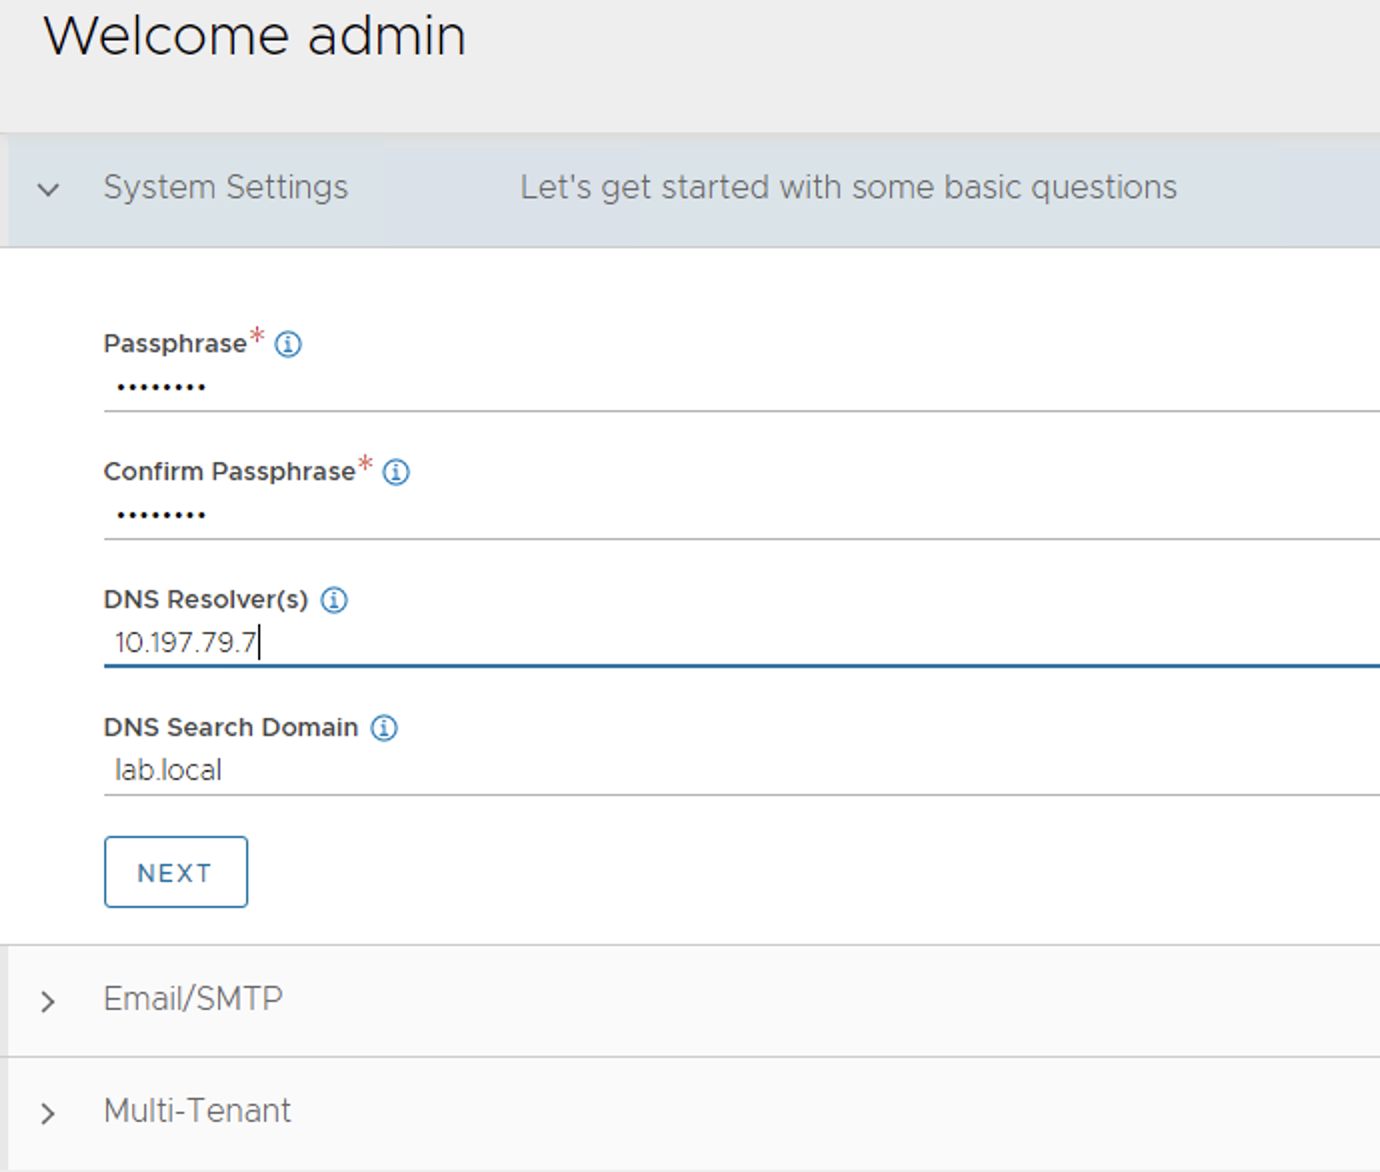 Welcome admin
System Settings Let's get started with some basic questions
Passphrase*
••••••••
Confirm Passphrase*
••••••••
DNS Resolver(s)
10.197.79.7
DNS Search Domain
lab.local
NEXT
Email/SMTP
Multi-Tenant